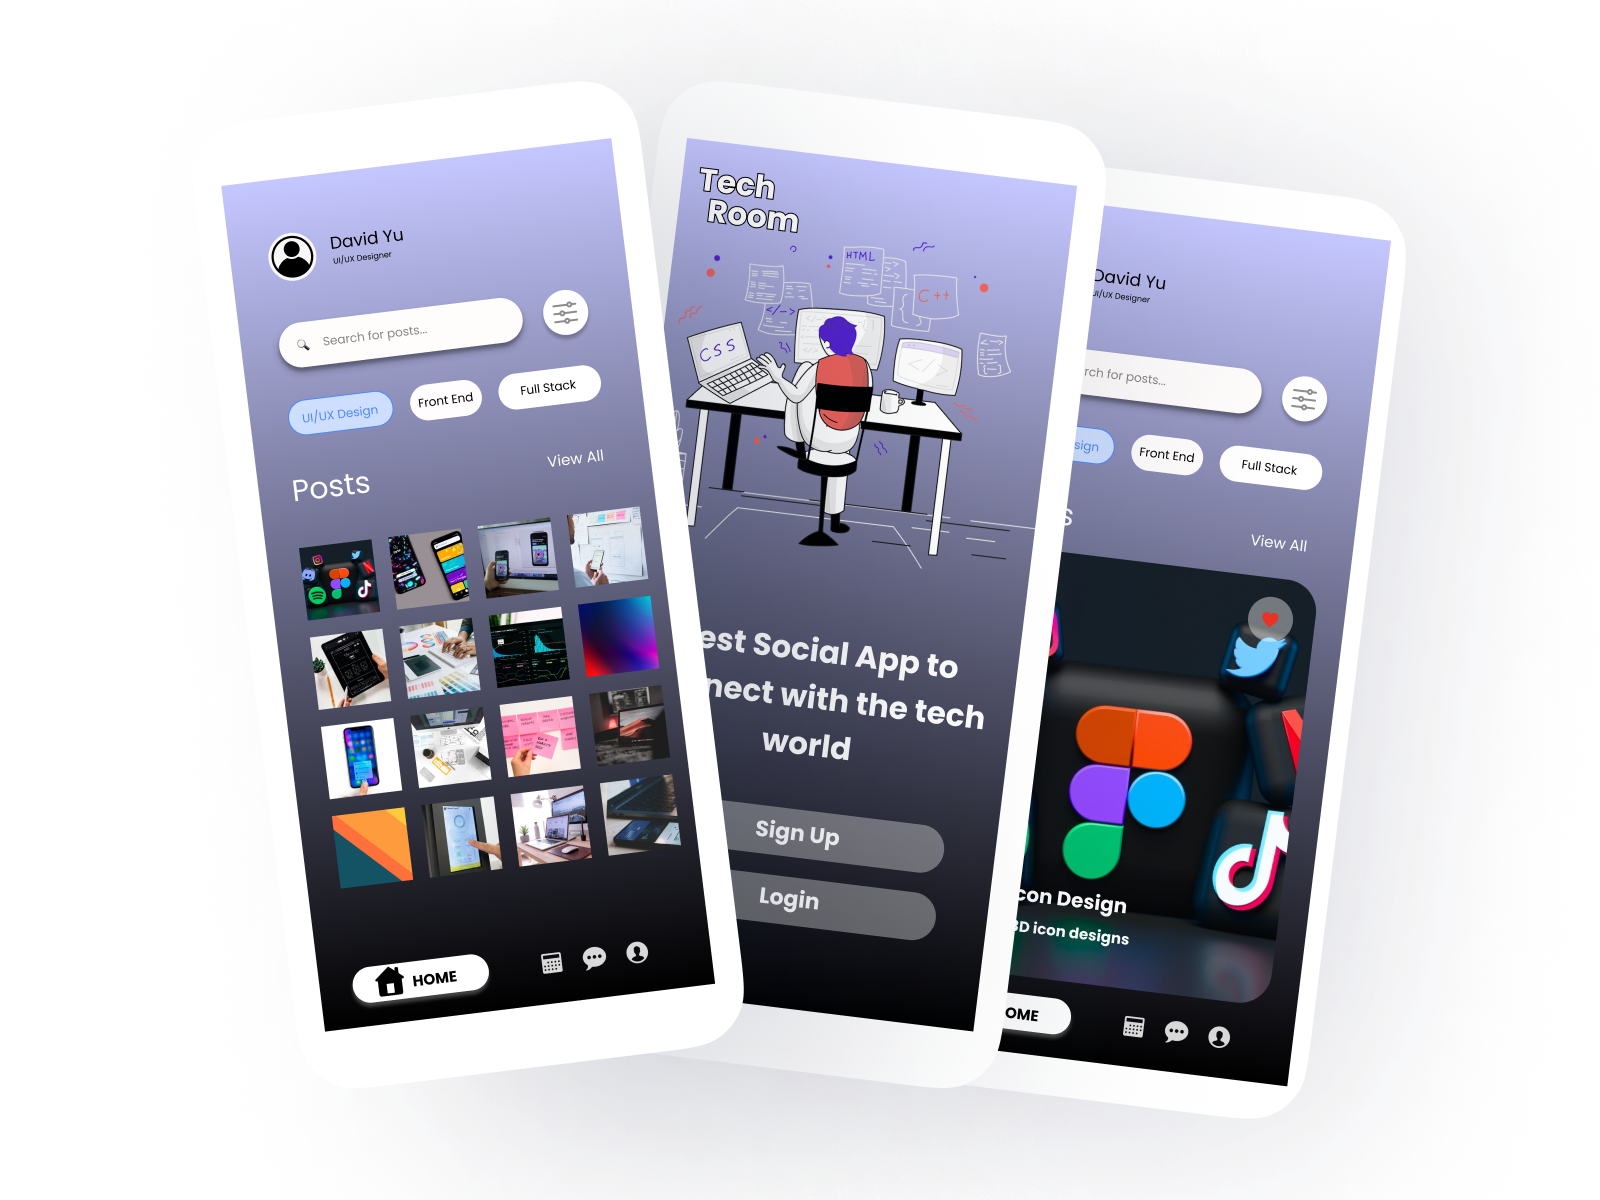 David Yu
UI/UX Designer
Search for posts...
UI/UX Design
Front End
Full Stack
View All
Posts
HOME
Tech
Room
HTML
C++
CSS
</>
est Social App to
nect with the tech
world
Sign Up
Login
David Yu
UI/UX Designer
rch for posts...
sign
Front End
Full Stack
s
View All
con Design
3D icon designs
OME